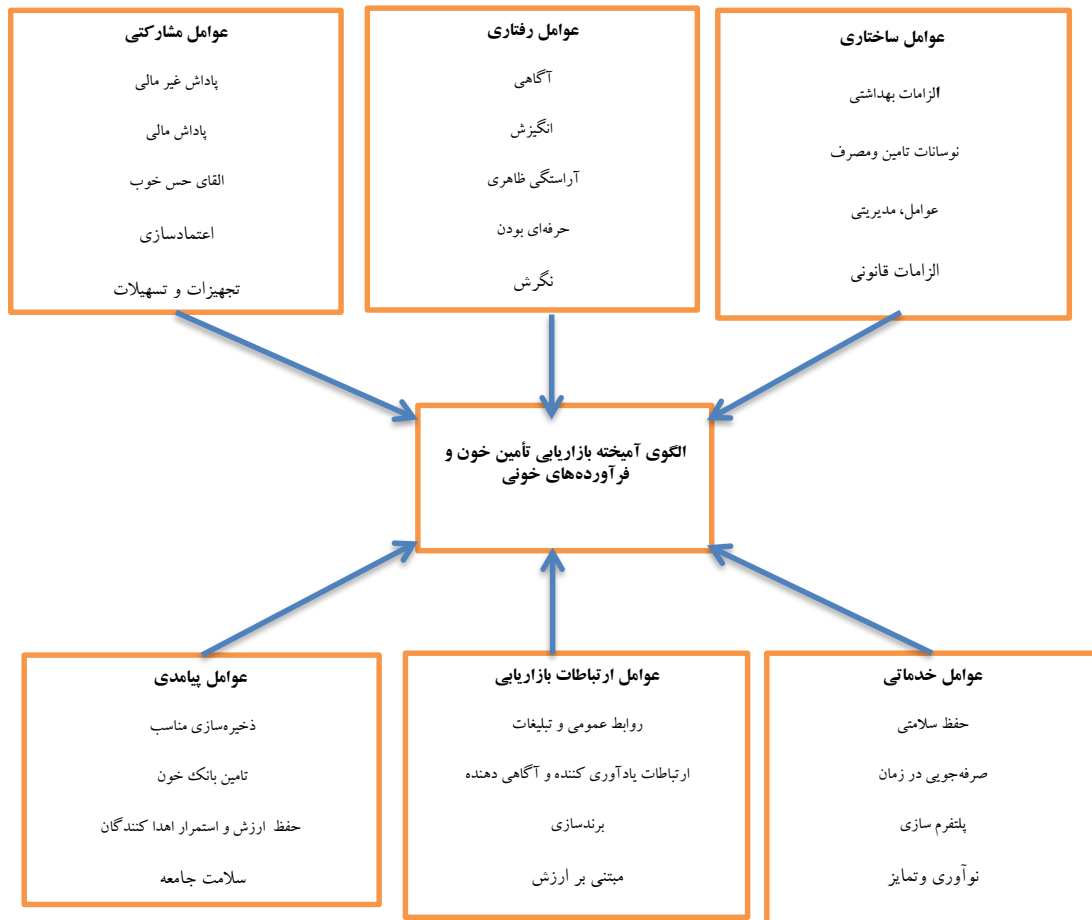 عوامل ساختاری
الزامات بهداشتی
نوسانات تامین ومصرف
عوامل، مدیریتی
الزامات قانونی
عوامل رفتاری
آگاهی
انگیزش
آراستگی ظاهری
حرفه‌ای بودن
نگرش
عوامل مشارکتی
پاداش غیر مالی
پاداش مالی
القای حس خوب
اعتمادسازی
تجهیزات و تسهیلات
الگوی آمیخته بازاریابی تأمین خون و
فرآورده‌های خونی
عوامل خدماتی
حفظ سلامتی
صرفه‌جویی در زمان
پلتفرم سازی
نوآوری وتمایز
عوامل ارتباطات بازاریابی
روابط عمومی و تبلیغات
ارتباطات یادآوری کننده و آگاهی دهنده
برندسازی
مبتنی بر ارزش
عوامل پیامدی
ذخیره‌سازی مناسب
تامین بانک خون
حفظ ارزش و استمرار اهدا کنندگان
سلامت جامعه